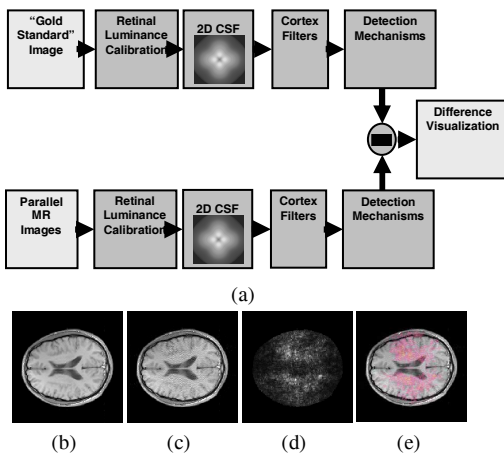 “Gold
Standard”
Image
Retinal
Luminance
Calibration
2D CSF
Cortex
Filters
Detection
Mechanisms
Difference
Visualization
Parallel
MR
Images
Retinal
Luminance
Calibration
2D CSF
Cortex
Filters
Detection
Mechanisms
(a)
(b) (c) (d) (e)